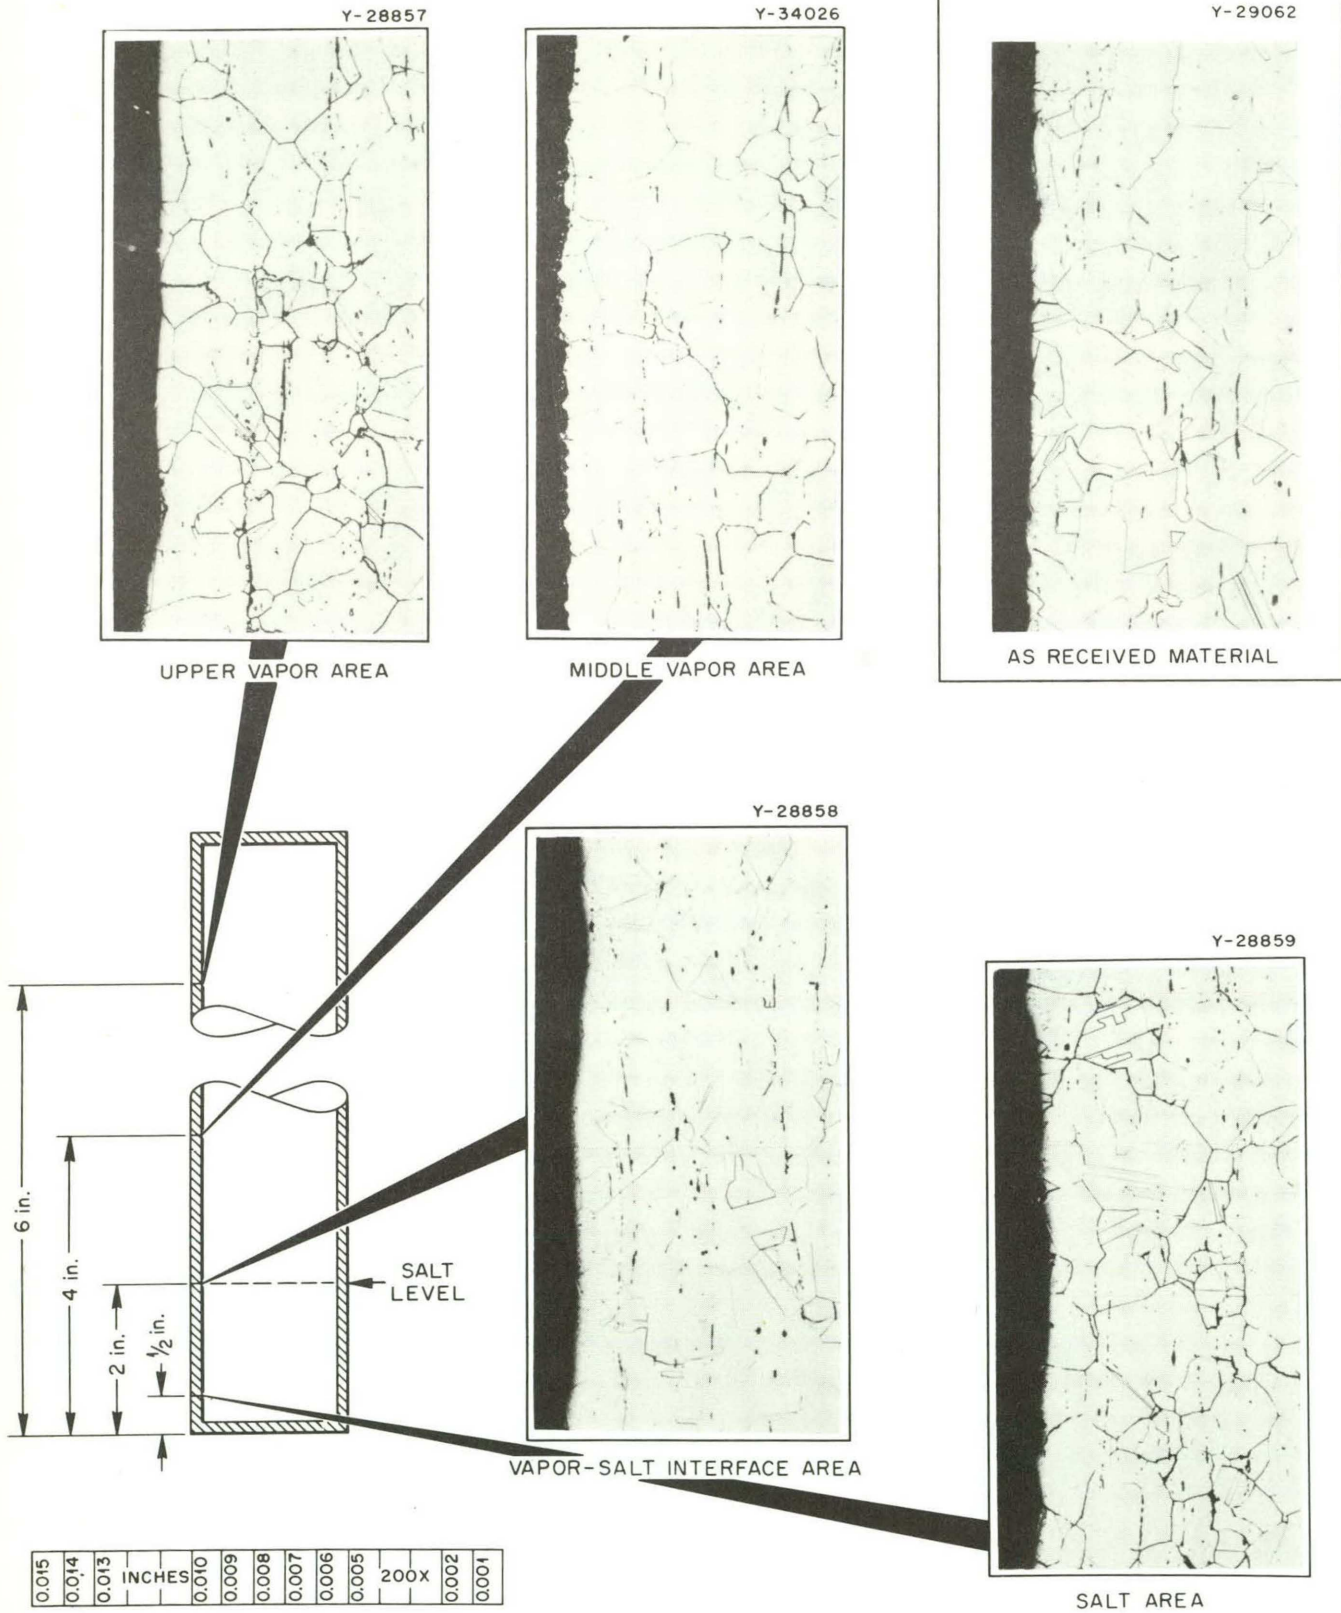 Y-28857
Y-34026
Y-29062
UPPER VAPOR AREA
MIDDLE VAPOR AREA
AS RECEIVED MATERIAL
Y-28858
Y-28859
6 in.
4 in.
2 in.
1/2 in.
SALT
LEVEL
VAPOR-SALT INTERFACE AREA
SALT AREA
0.015 0.014 0.013 INCHES 0.010 0.009 0.008 0.007 0.006 0.005 200X 0.002 0.001